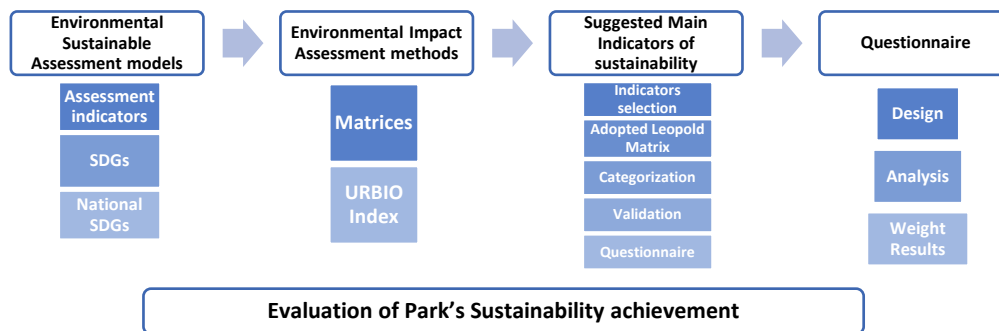 Environmental
Sustainable
Assessment models
Assessment
indicators
SDGs
National
SDGs
Environmental Impact
Assessment methods
Matrices
URBIO
Index
Suggested Main
Indicators of
sustainability
Indicators
selection
Adopted Leopold
Matrix
Categorization
Validation
Questionnaire
Questionnaire
Design
Analysis
Weight
Results
Evaluation of Park’s Sustainability achievement